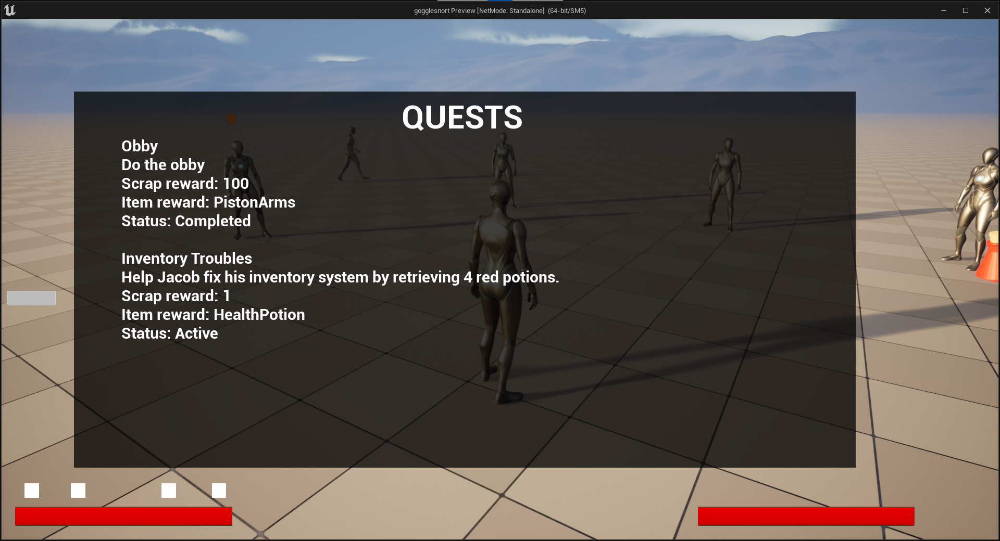 gogglesnort Preview [NetMode: Standalone]  (64-bit/SM5)
QUESTS
Obby
Do the obby
Scrap reward: 100
Item reward: PistonArms
Status: Completed
Inventory Troubles
Help Jacob fix his inventory system by retrieving 4 red potions.
Scrap reward: 1
Item reward: HealthPotion
Status: Active